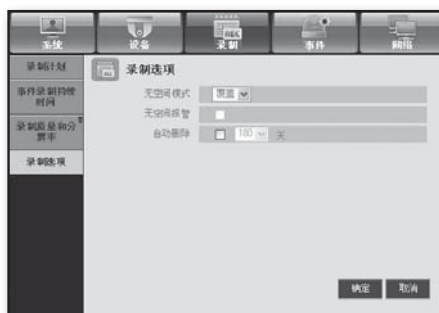 系统 设备 录制 事件 网络
REC
录制计划
事件录制持续
时间
录制质量和分
辨率
录制选项
录制选项
无空间模式 覆盖
无空间报警
自动删除 180 天
确定 取消